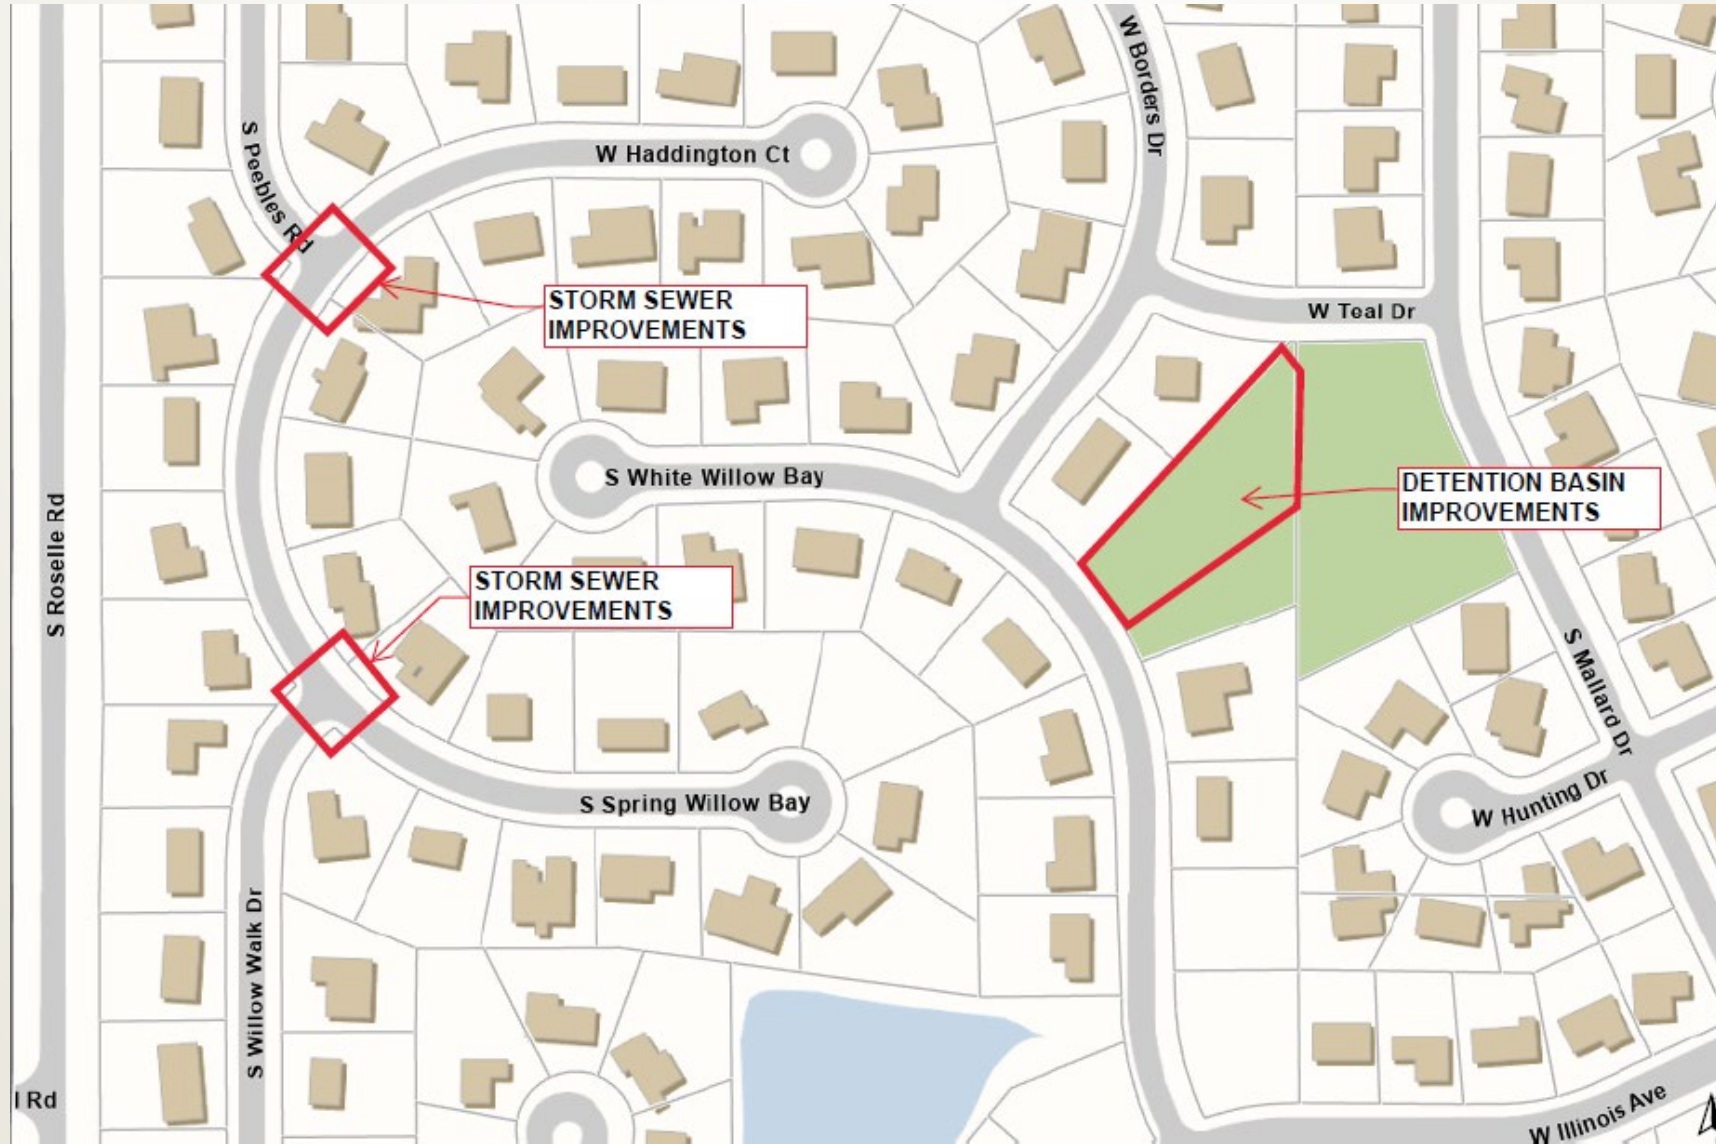 W Borders Dr
S Peebles Rd
W Haddington Ct
STORM SEWER
IMPROVEMENTS
W Teal Dr
S White Willow Bay
DETENTION BASIN
IMPROVEMENTS
S Roselle Rd
STORM SEWER
IMPROVEMENTS
S Mallard Dr
S Spring Willow Bay
W Hunting Dr
S Willow Walk Dr
l Rd
W Illinois Ave